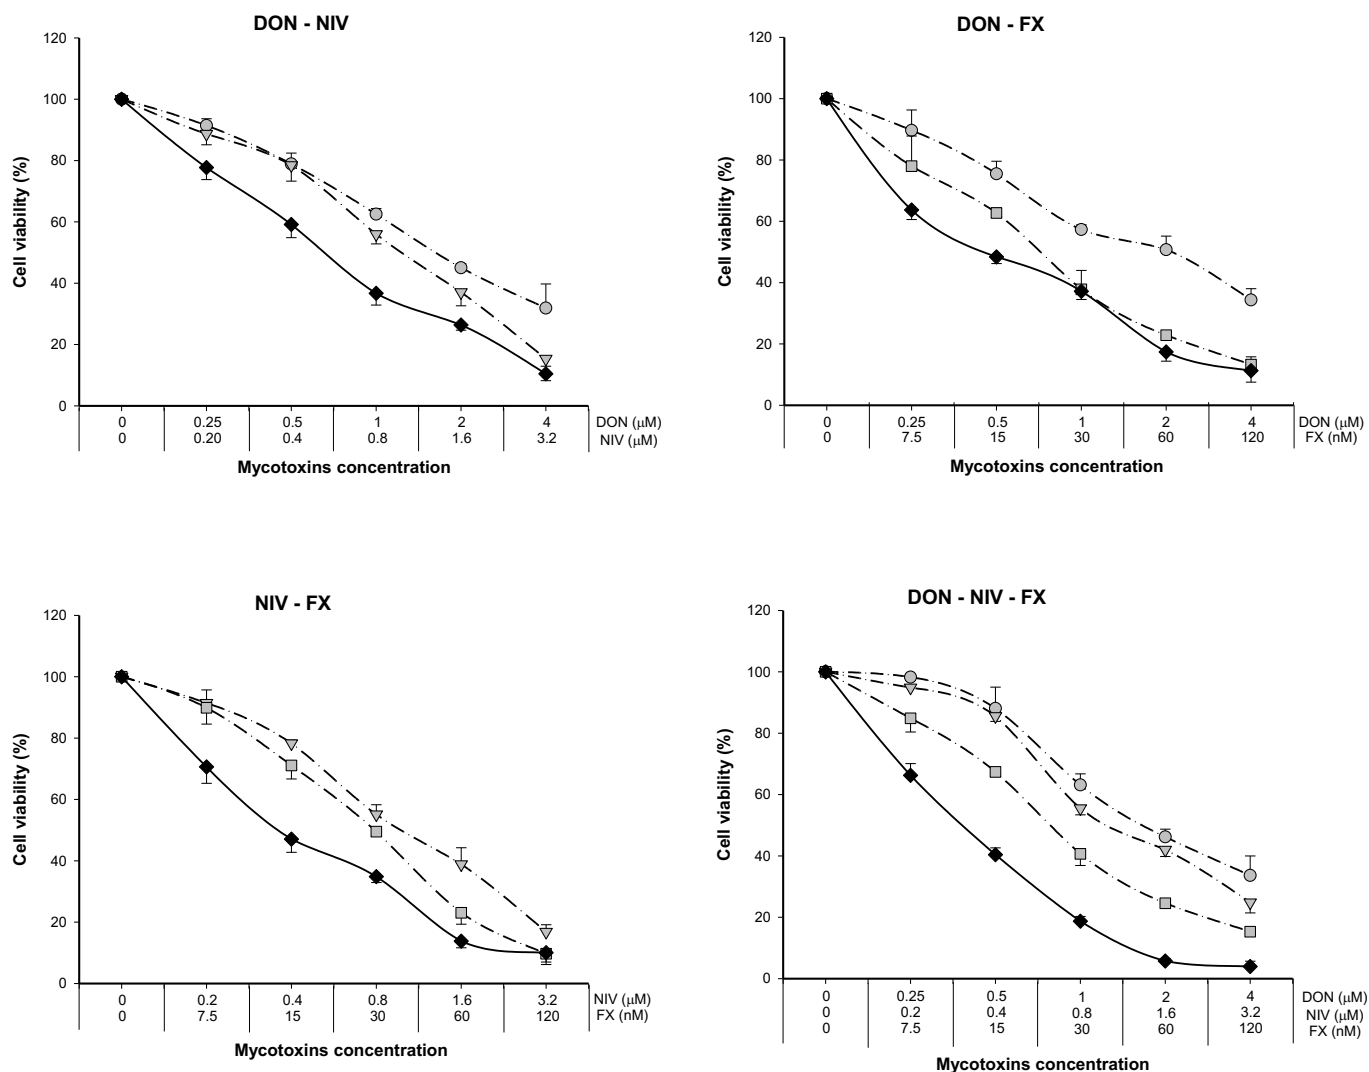 DON - NIV
120
100
80
60
40
20
0
Cell viability (%)
0 0.25 0.5 1 2 4 DON (μM)
0 0.20 0.4 0.8 1.6 3.2 NIV (μM)
Mycotoxins concentration
DON - FX
120
100
80
60
40
20
0
Cell viability (%)
0 0.25 0.5 1 2 4 DON (μM)
0 7.5 15 30 60 120 FX (nM)
Mycotoxins concentration
NIV - FX
120
100
80
60
40
20
0
Cell viability (%)
0 0.2 0.4 0.8 1.6 3.2 NIV (μM)
0 7.5 15 30 60 120 FX (nM)
Mycotoxins concentration
DON - NIV - FX
120
100
80
60
40
20
0
Cell viability (%)
0 0.25 0.5 1 2 4 DON (μM)
0 0.2 0.4 0.8 1.6 3.2 NIV (μM)
0 7.5 15 30 60 120 FX (nM)
Mycotoxins concentration